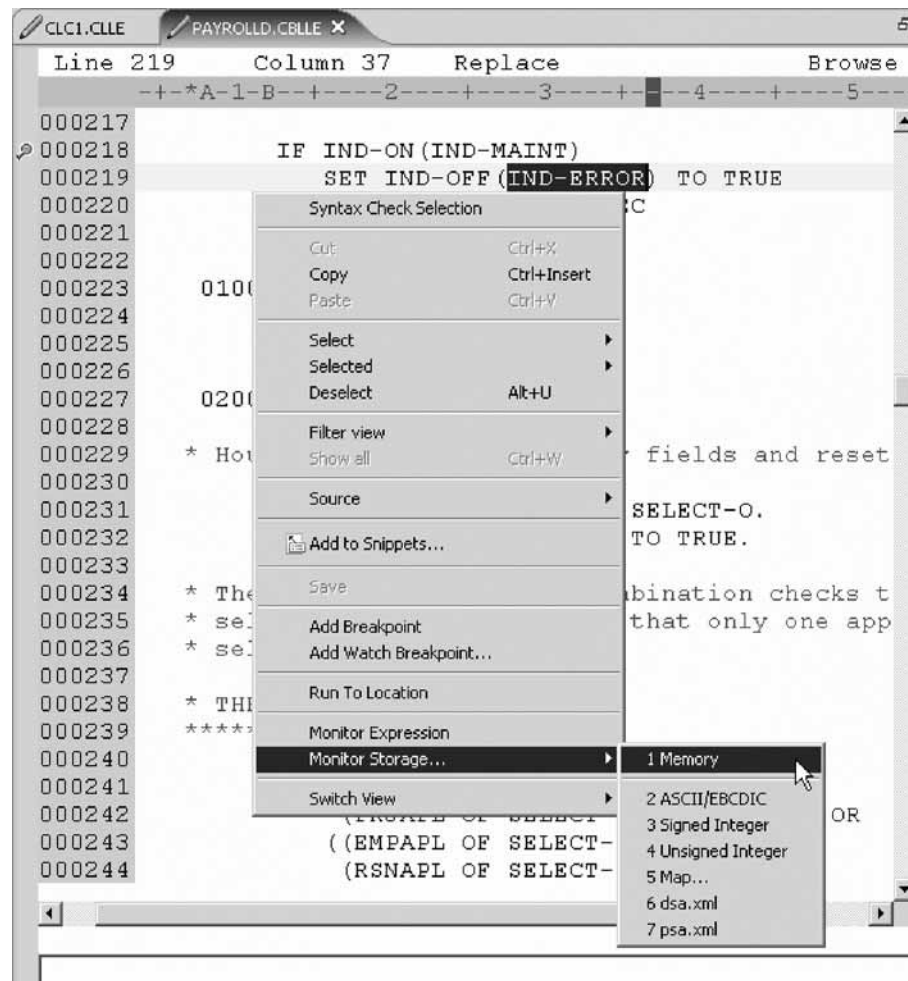 CLC1.CLLE PAYROLLD.CBLLE
Line 219 Column 37 Replace Browse
-+-*A-1-B--+----2----+----3----+----4----+----5---
000217
000218 IF IND-ON(IND-MAINT)
000219 SET IND-OFF(IND-ERROR) TO TRUE
000220 C
000221
000222
000223 0100
000224
000225
000226
000227 0200
000228
000229 * Hou fields and reset
000230
000231 SELECT-O.
000232 TO TRUE.
000233
000234 * The bination checks t
000235 * sel that only one app
000236 * sel
000237
000238 * THE
000239 *****
000240
000241
000242 OF SELECT- OR
000243 ((EMPAPL OF SELECT-
000244 (RSNAPL OF SELECT-
Syntax Check Selection
Cut Ctrl+X
Copy Ctrl+Insert
Paste Ctrl+V
Select
Selected
Deselect Alt+U
Filter view
Show all Ctrl+W
Source
Add to Snippets...
Save
Add Breakpoint
Add Watch Breakpoint...
Run To Location
Monitor Expression
Monitor Storage...
Switch View
1 Memory
2 ASCII/EBCDIC
3 Signed Integer
4 Unsigned Integer
5 Map...
6 dsa.xml
7 psa.xml